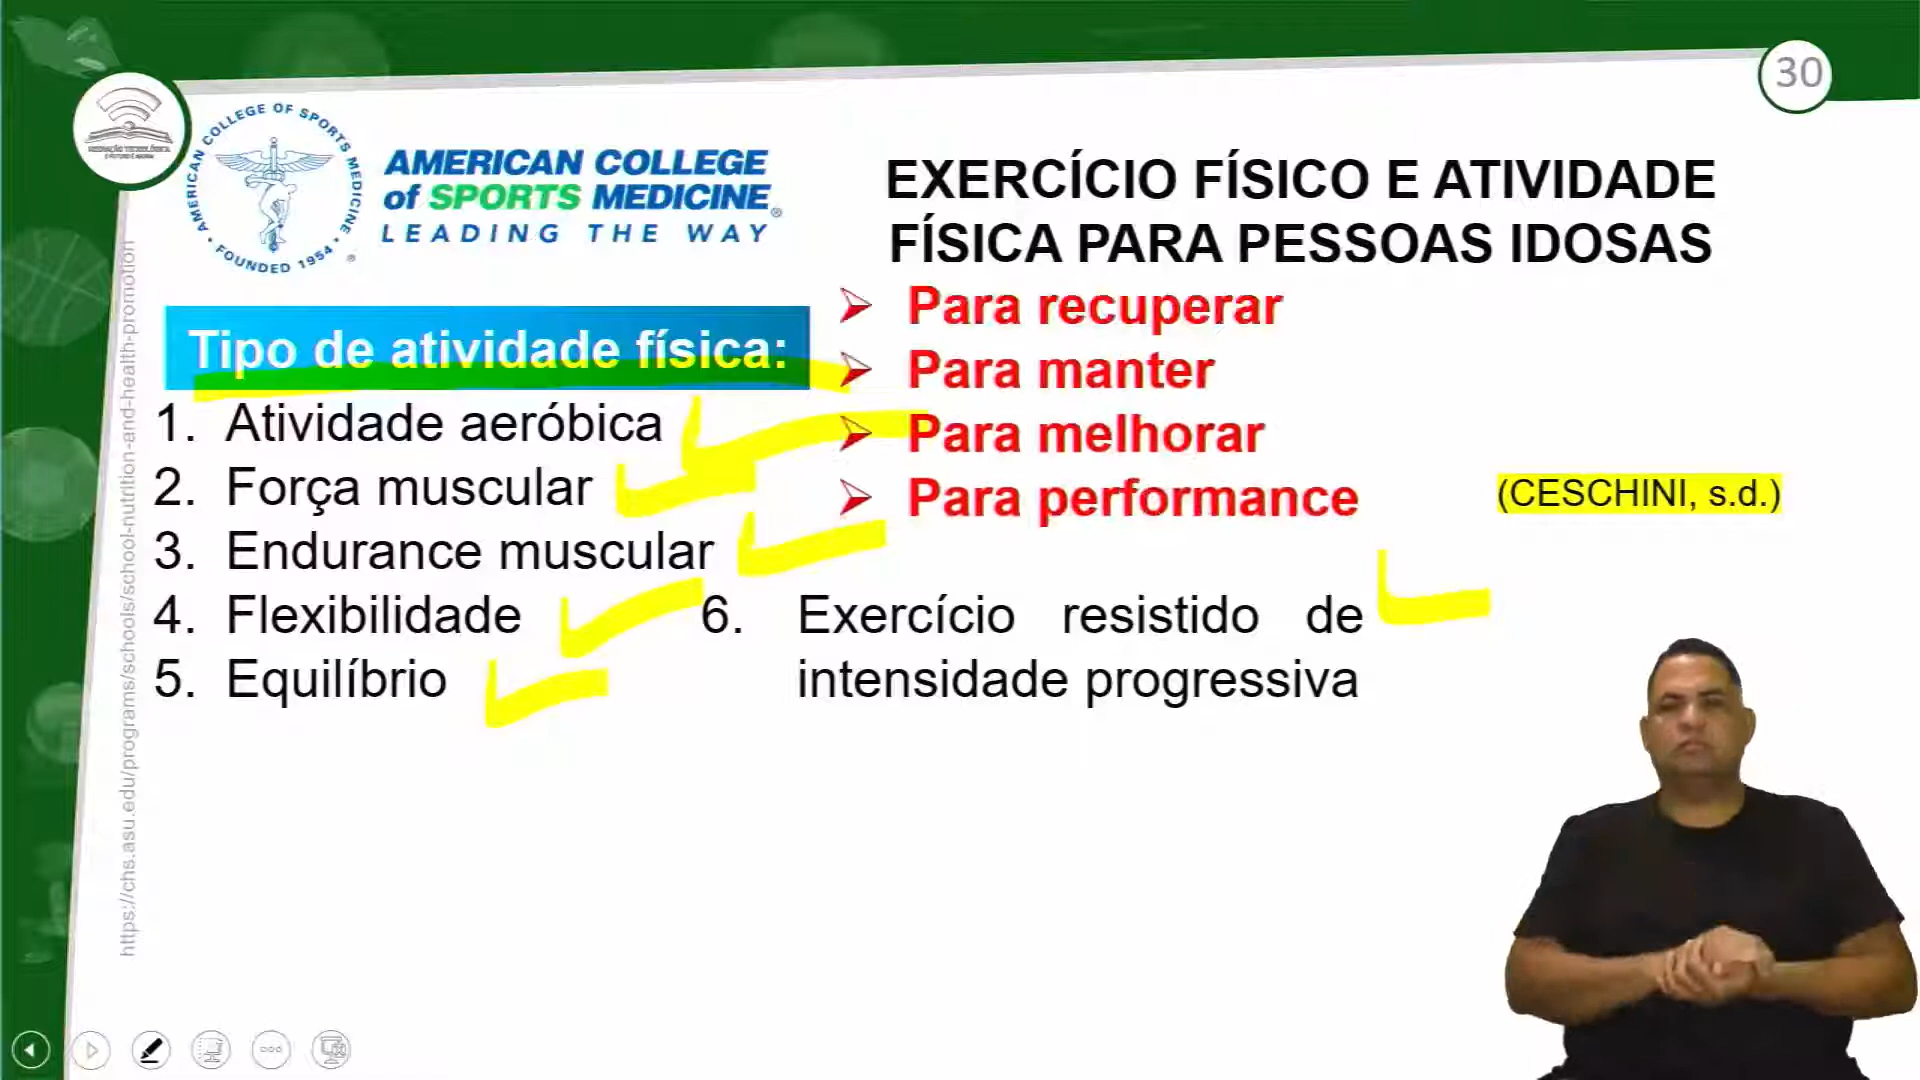 30
AMERICAN COLLEGE OF SPORTS MEDICINE
FOUNDED 1954
AMERICAN COLLEGE
of SPORTS MEDICINE®
LEADING THE WAY
EXERCÍCIO FÍSICO E ATIVIDADE
FÍSICA PARA PESSOAS IDOSAS
Para recuperar
Para manter
Para melhorar
Para performance
(CESCHINI, s.d.)
Tipo de atividade física:
1. Atividade aeróbica
2. Força muscular
3. Endurance muscular
4. Flexibilidade
5. Equilíbrio
6. Exercício resistido de
intensidade progressiva
https://chs.asu.edu/programs/schools/school-nutrition-and-health-promotion